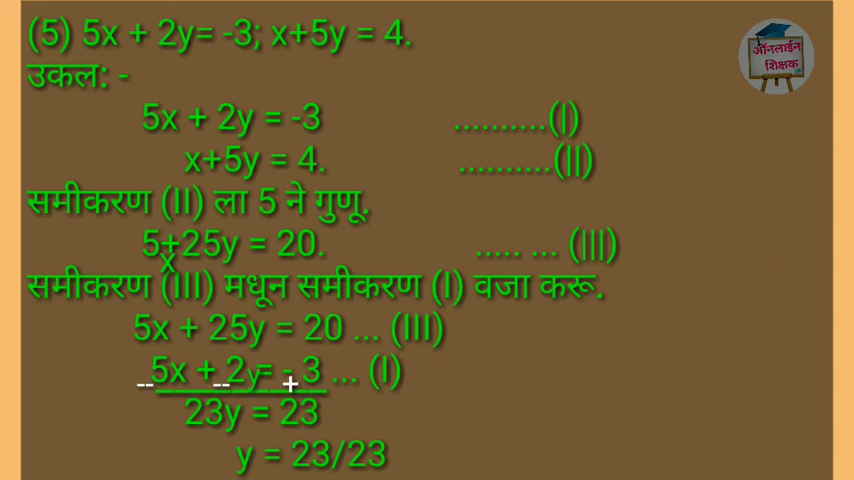 (5) 5x + 2y= -3; x+5y = 4.
ऑनलाईन
शिक्षक
उकल: -
5x + 2y = -3 ..........(I)
x+5y = 4. ..........(II)
समीकरण (II) ला 5 ने गुणू.
5+25y = 20. ..... ... (III)
x
समीकरण (III) मधून समीकरण (I) वजा करू.
5x + 25y = 20 ... (III)
5x + 2y= - 3 ... (I)
-- -- +
23y = 23
y = 23/23